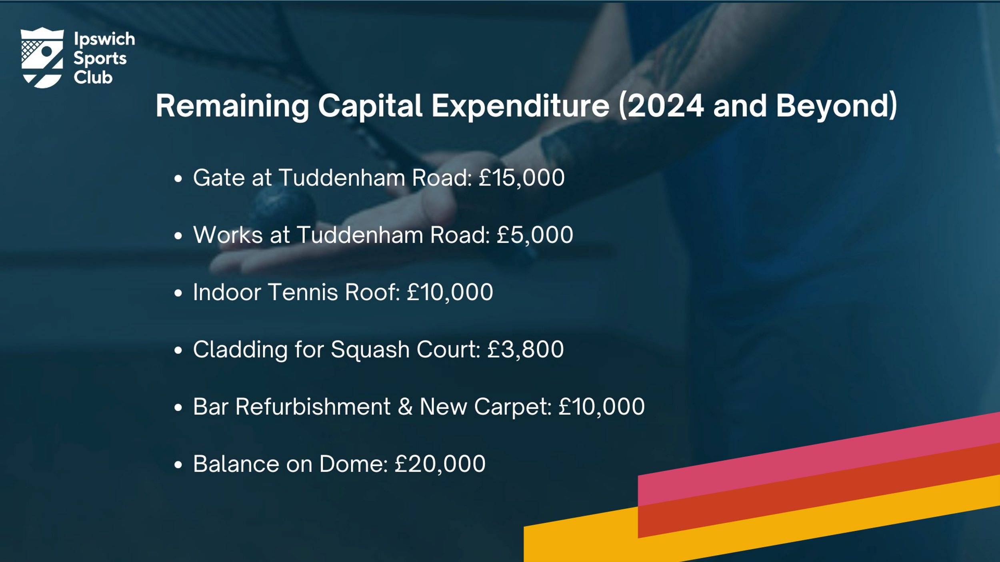 Ipswich
Sports
Club
Remaining Capital Expenditure (2024 and Beyond)
• Gate at Tuddenham Road: £15,000
• Works at Tuddenham Road: £5,000
• Indoor Tennis Roof: £10,000
• Cladding for Squash Court: £3,800
• Bar Refurbishment & New Carpet: £10,000
• Balance on Dome: £20,000